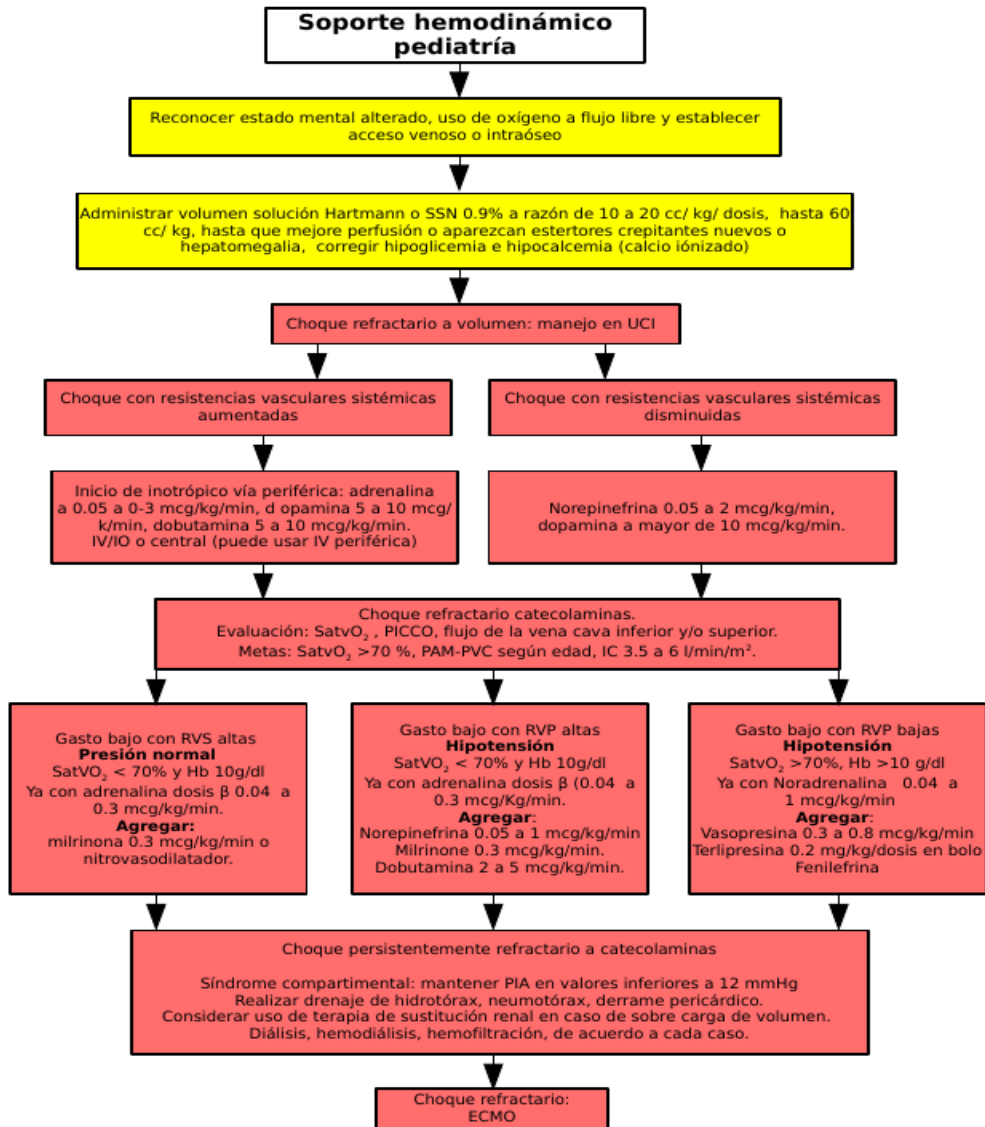 Soporte hemodinámico
pediatría
Reconocer estado mental alterado, uso de oxígeno a flujo libre y establecer
acceso venoso o intraóseo
Administrar volumen solución Hartmann o SSN 0.9% a razón de 10 a 20 cc/ kg/ dosis, hasta 60
cc/ kg, hasta que mejore perfusión o aparezcan estertores crepitantes nuevos o
hepatomegalia, corregir hipoglicemia e hipocalcemia (calcio iónizado)
Choque refractario a volumen: manejo en UCI
Choque con resistencias vasculares sistémicas
aumentadas
Choque con resistencias vasculares sistémicas
disminuidas
Inicio de inotrópico vía periférica: adrenalina
a 0.05 a 0-3 mcg/kg/min, d opamina 5 a 10 mcg/
k/min, dobutamina 5 a 10 mcg/kg/min.
IV/IO o central (puede usar IV periférica)
Norepinefrina 0.05 a 2 mcg/kg/min,
dopamina a mayor de 10 mcg/kg/min.
Choque refractario catecolaminas.
Evaluación: SatvO₂ , PICCO, flujo de la vena cava inferior y/o superior.
Metas: SatvO₂ >70 %, PAM-PVC según edad, IC 3.5 a 6 l/min/m².
Gasto bajo con RVS altas
Presión normal
SatVO₂ < 70% y Hb 10g/dl
Ya con adrenalina dosis β 0.04 a
0.3 mcg/kg/min.
Agregar:
milrinona 0.3 mcg/kg/min o
nitrovasodilatador.
Gasto bajo con RVP altas
Hipotensión
SatVO₂ < 70% y Hb 10g/dl
Ya con adrenalina dosis β (0.04 a
0.3 mcg/Kg/min.
Agregar:
Norepinefrina 0.05 a 1 mcg/kg/min
Milrinone 0.3 mcg/kg/min.
Dobutamina 2 a 5 mcg/kg/min.
Gasto bajo con RVP bajas
Hipotensión
SatvO₂ >70%, Hb >10 g/dl
Ya con Noradrenalina 0.04 a
1 mcg/kg/min
Agregar:
Vasopresina 0.3 a 0.8 mcg/kg/min
Terlipresina 0.2 mg/kg/dosis en bolo
Fenilefrina
Choque persistentemente refractario a catecolaminas
Síndrome compartimental: mantener PIA en valores inferiores a 12 mmHg
Realizar drenaje de hidrotórax, neumotórax, derrame pericárdico.
Considerar uso de terapia de sustitución renal en caso de sobre carga de volumen.
Diálisis, hemodiálisis, hemofiltración, de acuerdo a cada caso.
Choque refractario:
ECMO